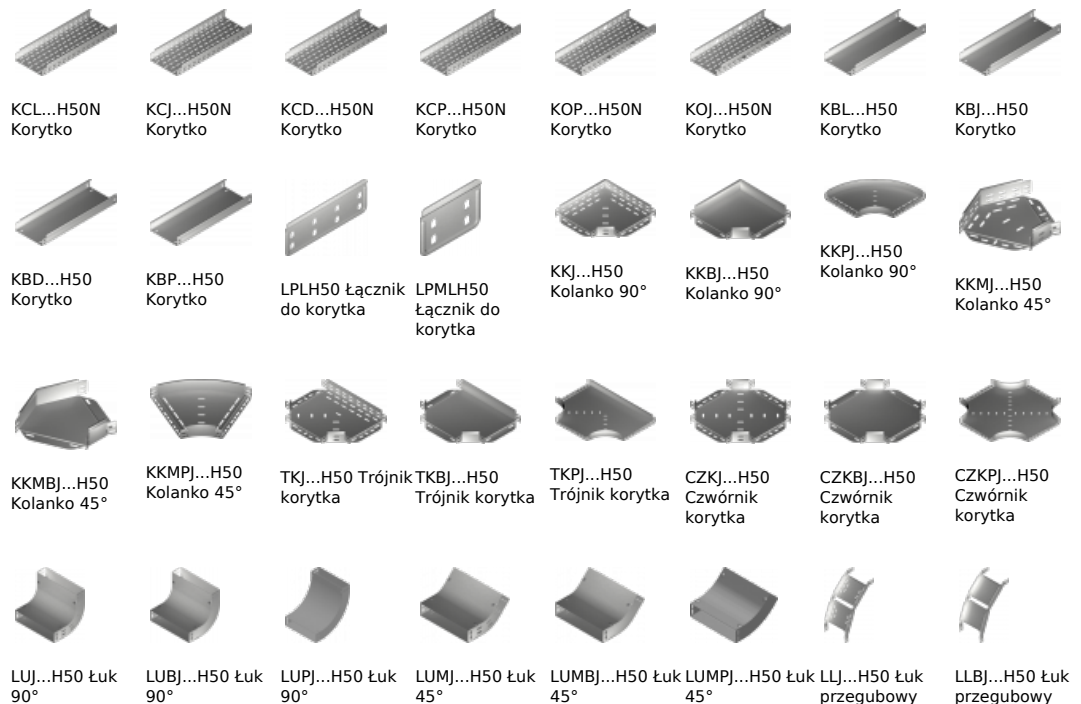 KCL...H50N
Korytko
KCJ...H50N
Korytko
KCD...H50N
Korytko
KCP...H50N
Korytko
KOP...H50N
Korytko
KOJ...H50N
Korytko
KBL...H50
Korytko
KBJ...H50
Korytko
KBD...H50
Korytko
KBP...H50
Korytko
LPLH50 Łącznik
do korytka
LPMLH50
Łącznik do
korytka
KKJ...H50
Kolanko 90°
KKBJ...H50
Kolanko 90°
KKPJ...H50
Kolanko 90°
KKMJ...H50
Kolanko 45°
KKMBJ...H50
Kolanko 45°
KKMPJ...H50
Kolanko 45°
TKJ...H50 Trójnik
korytka
TKBJ...H50
Trójnik korytka
TKPJ...H50
Trójnik korytka
CZKJ...H50
Czwórnik
korytka
CZKBJ...H50
Czwórnik
korytka
CZKPJ...H50
Czwórnik
korytka
LUJ...H50 Łuk
90°
LUBJ...H50 Łuk
90°
LUPJ...H50 Łuk
90°
LUMJ...H50 Łuk
45°
LUMBJ...H50 Łuk
45°
LUMPJ...H50 Łuk
45°
LLJ...H50 Łuk
przegubowy
LLBJ...H50 Łuk
przegubowy